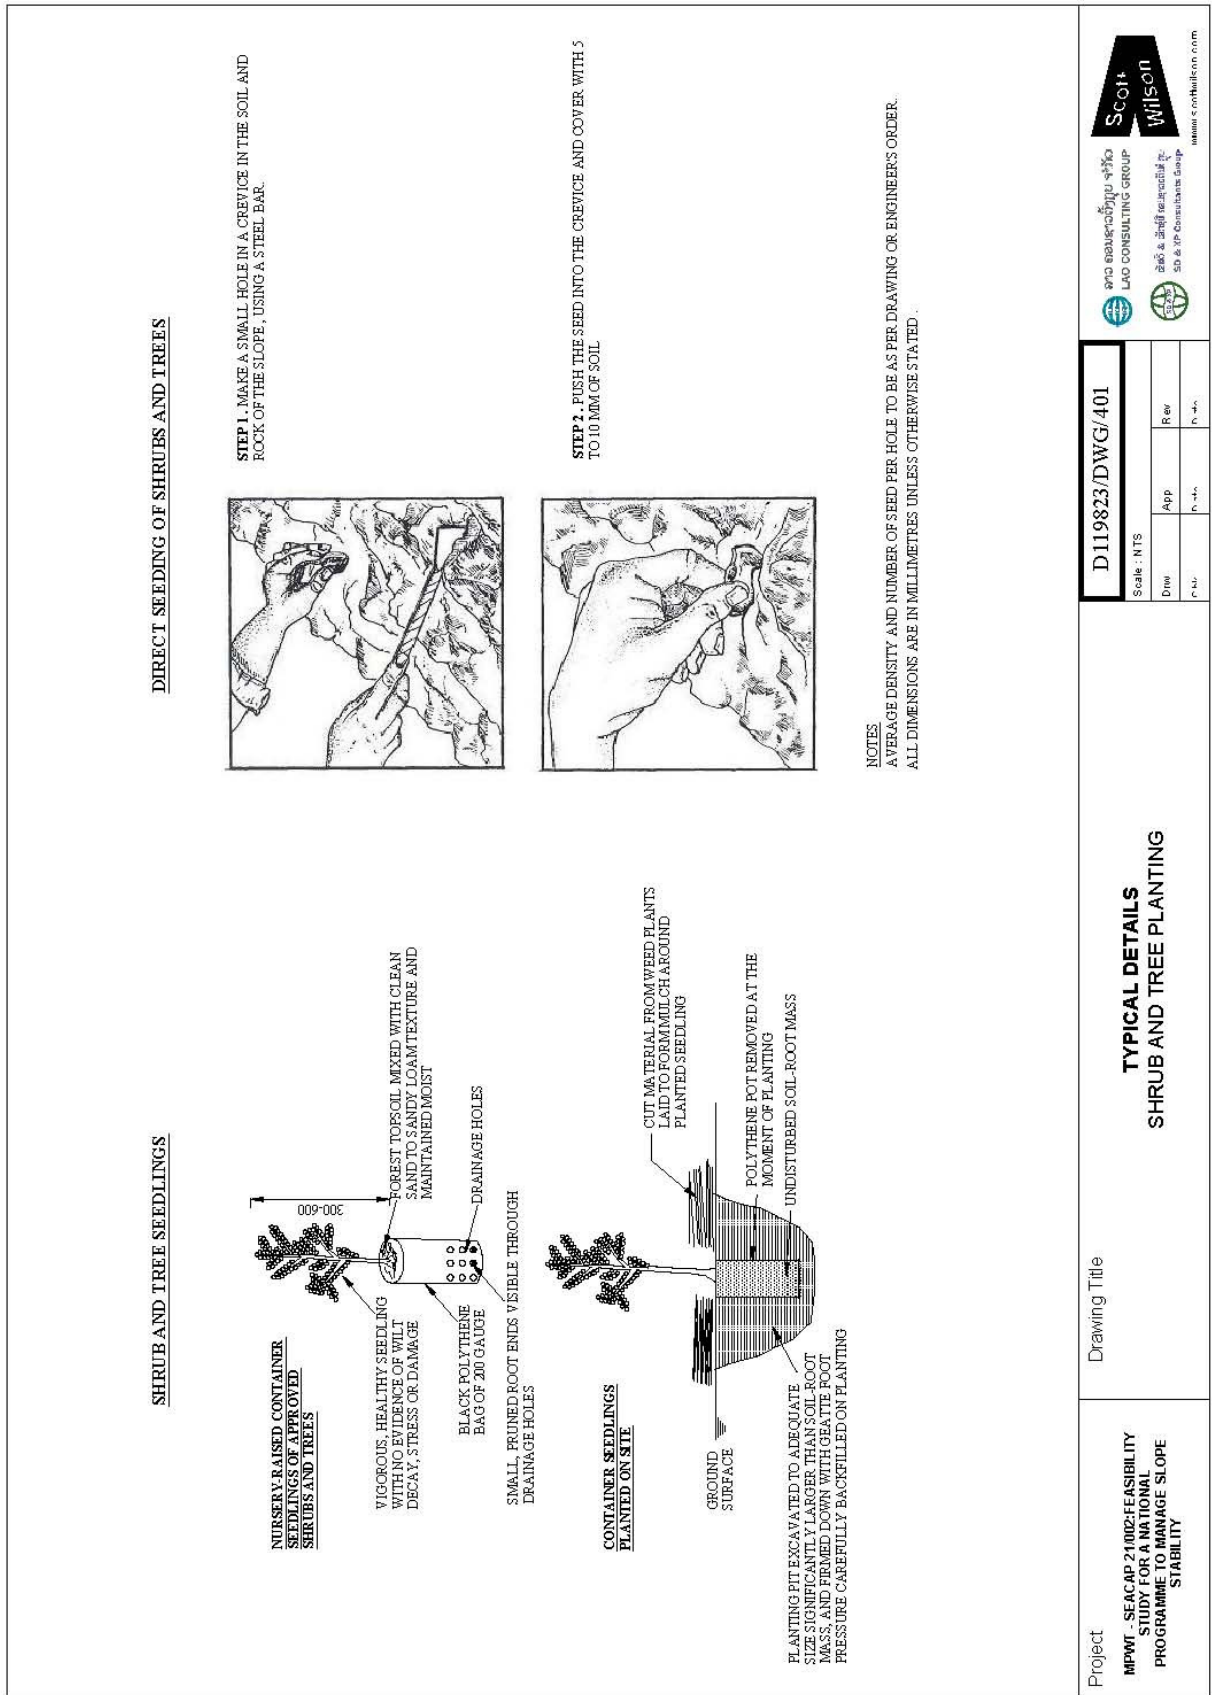 SHRUB AND TREE SEEDLINGS
NURSERY-RAISED CONTAINER
SEEDLINGS OF APPROVED
SHRUBS AND TREES
VIGOROUS, HEALTHY SEEDLING
WITH NO EVIDENCE OF WILT
DECAY, STRESS OR DAMAGE
BLACK POLYTHENE
BAG OF 200 GAUGE
SMALL, PRUNED ROOT ENDS VISIBLE THROUGH
DRAINAGE HOLES
300-600
FOREST TOPSOIL MIXED WITH CLEAN
SAND TO SANDY LOAM TEXTURE AND
MAINTAINED MOIST
DRAINAGE HOLES
CONTAINER SEEDLINGS
PLANTED ON SITE
GROUND
SURFACE
PLANTING PIT EXCAVATED TO ADEQUATE
SIZE SIGNIFICANTLY LARGER THAN SOIL-ROOT
MASS, AND FIRMED DOWN WITH GEATTE FOOT
PRESSURE CAREFULLY BACKFILLED ON PLANTING
CUT MATERIAL FROM WEED PLANTS
LAID TO FORM MULCH AROUND
PLANTED SEEDLING
POLYTHENE POT REMOVED AT THE
MOMENT OF PLANTING
UNDISTURBED SOIL-ROOT MASS
DIRECT SEEDING OF SHRUBS AND TREES
STEP 1. MAKE A SMALL HOLE IN A CREVICE IN THE SOIL AND
ROCK OF THE SLOPE, USING A STEEL BAR.
STEP 2. PUSH THE SEED INTO THE CREVICE AND COVER WITH 5
TO 10 MM OF SOIL
NOTES
AVERAGE DENSITY AND NUMBER OF SEED PER HOLE TO BE AS PER DRAWING OR ENGINEERS ORDER.
ALL DIMENSIONS ARE IN MILLIMETRES UNLESS OTHERWISE STATED.
Project
MPWT - SEACAP 21/002:FEASIBILITY
STUDY FOR A NATIONAL
PROGRAMME TO MANAGE SLOPE
STABILITY
Drawing Title
TYPICAL DETAILS
SHRUB AND TREE PLANTING
D119823/DWG/401
Scale : NTS
Drw App Rev
LAO CONSULTING GROUP
SD & XP
SD & XP Consultants Group
Scott
Wilson